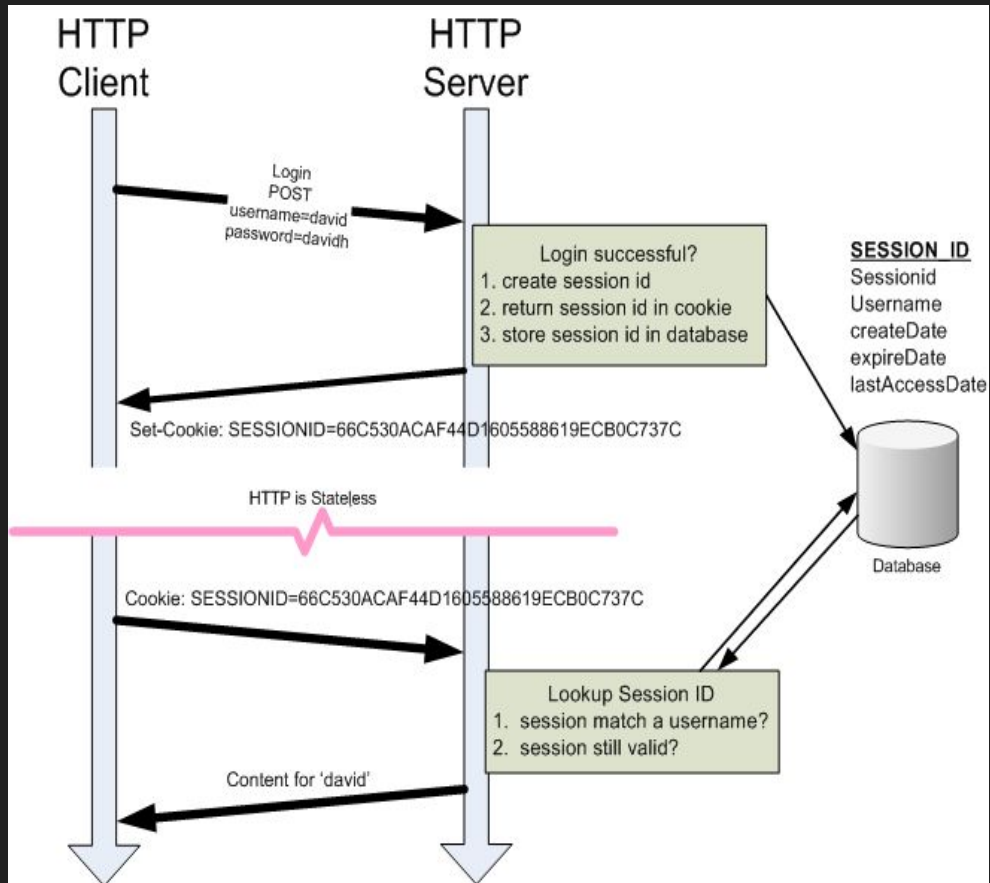 HTTP
Client
HTTP
Server
Login
POST
username=david
password=davidh
Login successful?
1. create session id
2. return session id in cookie
3. store session id in database
SESSION_ID
Sessionid
Username
createDate
expireDate
lastAccessDate
Set-Cookie: SESSIONID=66C530ACAF44D1605588619ECB0C737C
HTTP is Stateless
Database
Cookie: SESSIONID=66C530ACAF44D1605588619ECB0C737C
Lookup Session ID
1. session match a username?
2. session still valid?
Content for ‘david’